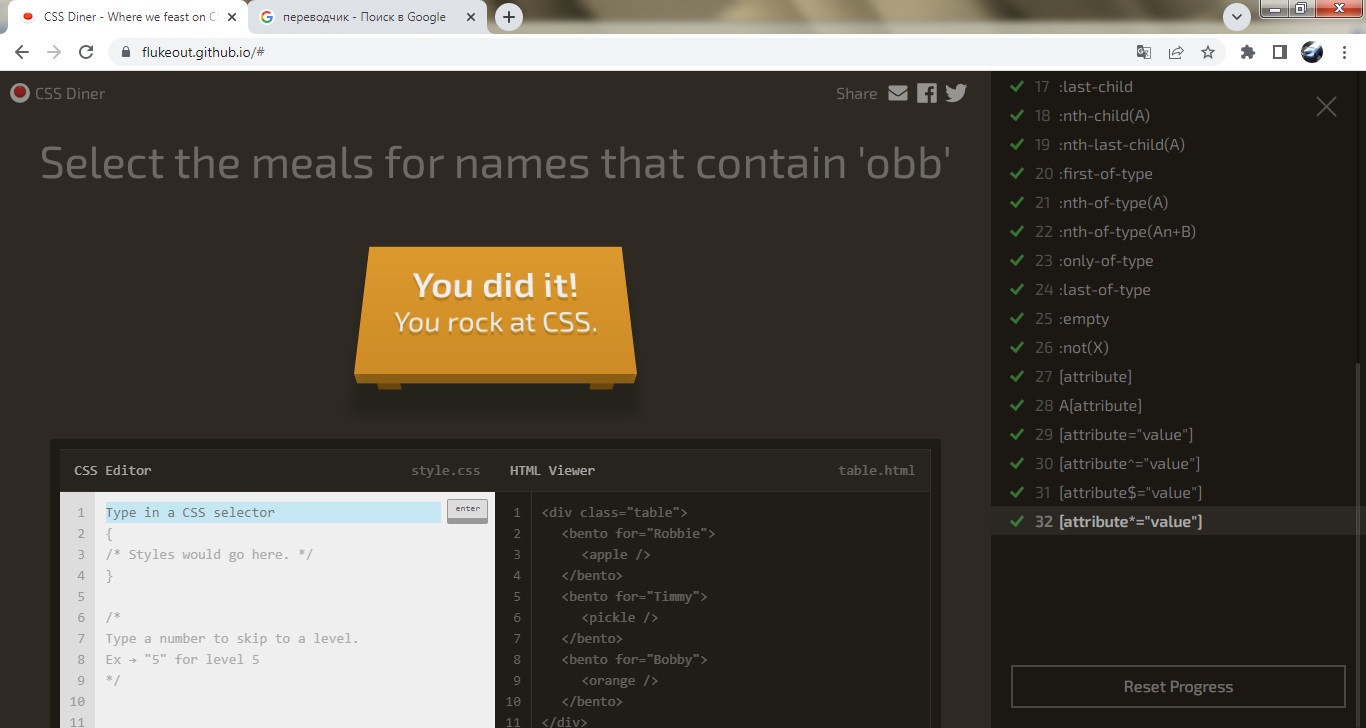 CSS Diner - Where we feast on CS
переводчик - Поиск в Google
flukeout.github.io/#
CSS Diner
Share
Select the meals for names that contain 'obb'
You did it!
You rock at CSS.
CSS Editor style.css
1 Type in a CSS selector
enter
2 {
3 /* Styles would go here. */
4 }
5
6 /*
7 Type a number to skip to a level.
8 Ex → "5" for level 5
9 */
10
11
HTML Viewer table.html
1 <div class="table">
2 <bento for="Robbie">
3 <apple />
4 </bento>
5 <bento for="Timmy">
6 <pickle />
7 </bento>
8 <bento for="Bobby">
9 <orange />
10 </bento>
11 </div>
17 :last-child
18 :nth-child(A)
19 :nth-last-child(A)
20 :first-of-type
21 :nth-of-type(A)
22 :nth-of-type(An+B)
23 :only-of-type
24 :last-of-type
25 :empty
26 :not(X)
27 [attribute]
28 A[attribute]
29 [attribute="value"]
30 [attribute^="value"]
31 [attribute$="value"]
32 [attribute*="value"]
Reset Progress